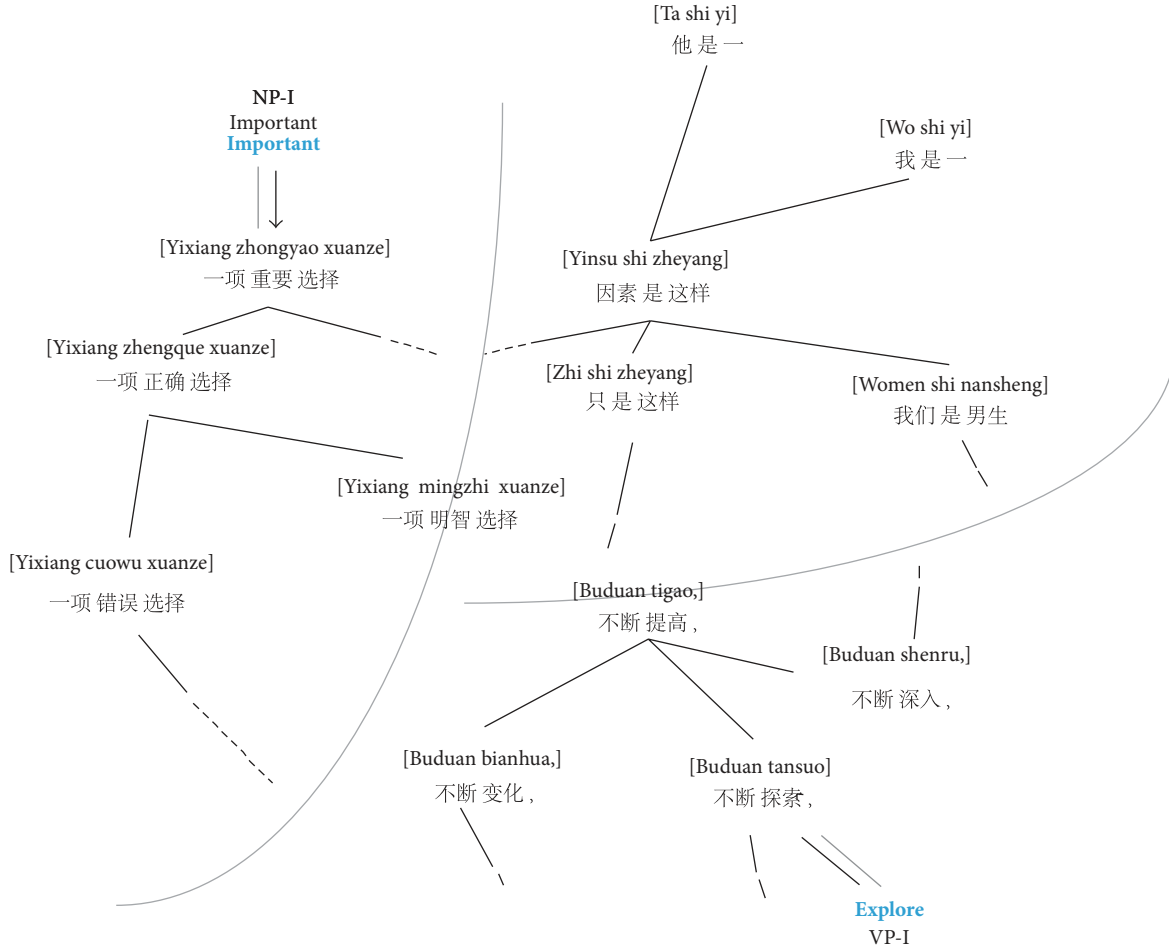 [Ta shi yi]
他 是 一
NP-I
Important
Important
[Wo shi yi]
我 是 一
[Yixiang zhongyao xuanze]
一项 重要 选择
[Yinsu shi zheyang]
因素 是 这样
[Yixiang zhengque xuanze]
一项 正确 选择
[Zhi shi zheyang]
只 是 这样
[Women shi nansheng]
我们 是 男生
[Yixiang mingzhi xuanze]
一项 明智 选择
[Yixiang cuowu xuanze]
一项 错误 选择
[Buduan tigao,]
不断 提高 ,
[Buduan shenru,]
不断 深入 ,
[Buduan bianhua,]
不断 变化 ,
[Buduan tansuo]
不断 探索 ,
Explore
VP-I